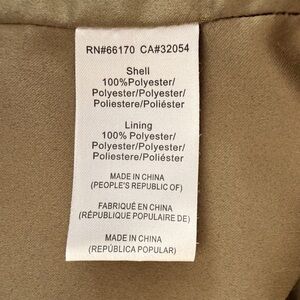 RN#66170 CA#32054
Shell
100%Polyester/
Polyester/Polyester/
Poliestere/Poliéster
Lining
100% Polyester/
Polyester/Polyester/
Poliestere/Poliéster
MADE IN CHINA
(PEOPLE'S REPUBLIC OF)
FABRIQUÉ EN CHINA
(RÉPUBLIQUE POPULAIRE DE)
MADE IN CHINA
(REPÚBLICA POPULAR)